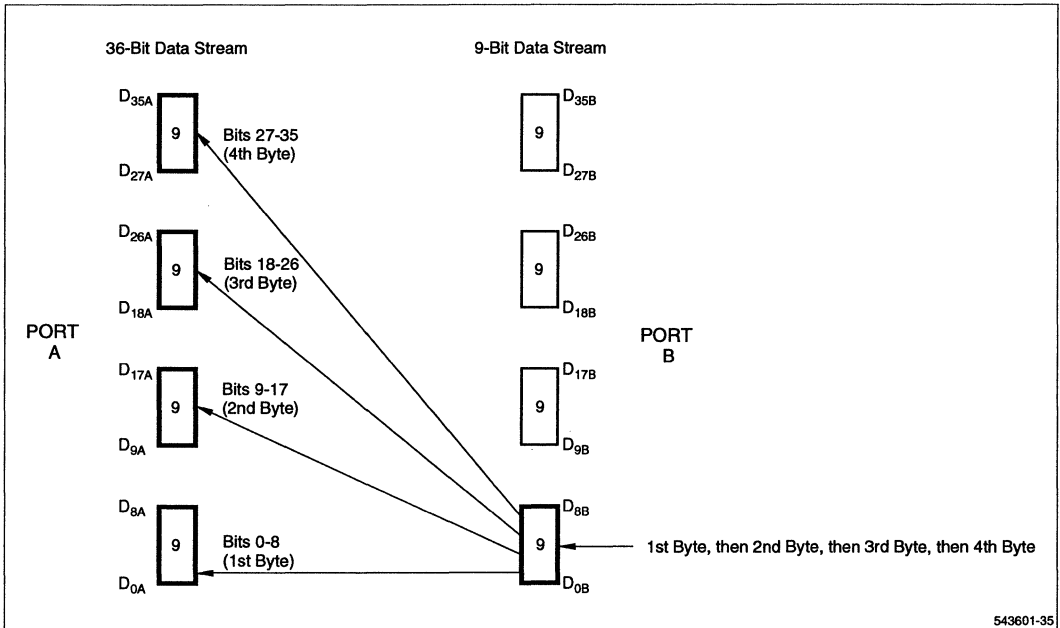 36-Bit Data Stream
9-Bit Data Stream
D35A
9
D27A
Bits 27-35
(4th Byte)
D35B
9
D27B
D26A
9
D18A
Bits 18-26
(3rd Byte)
D26B
9
D18B
PORT
A
PORT
B
D17A
9
D9A
Bits 9-17
(2nd Byte)
D17B
9
D9B
D8A
9
D0A
Bits 0-8
(1st Byte)
D8B
9
D0B
1st Byte, then 2nd Byte, then 3rd Byte, then 4th Byte
543601-35